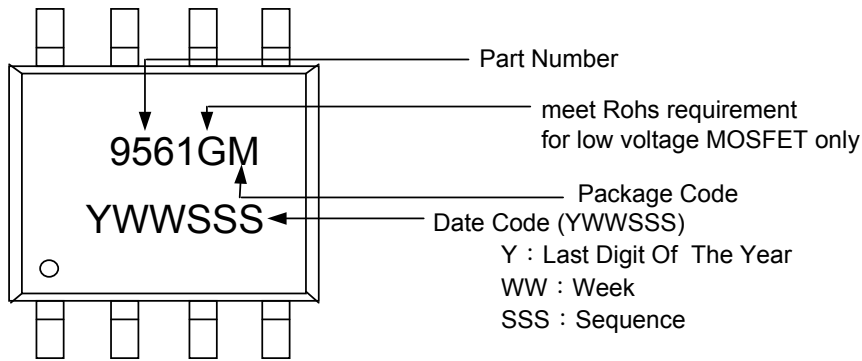 Part Number
meet Rohs requirement
for low voltage MOSFET only
9561GM
Package Code
YWWSSS
Date Code (YWWSSS)
Y：Last Digit Of The Year
WW：Week
SSS：Sequence